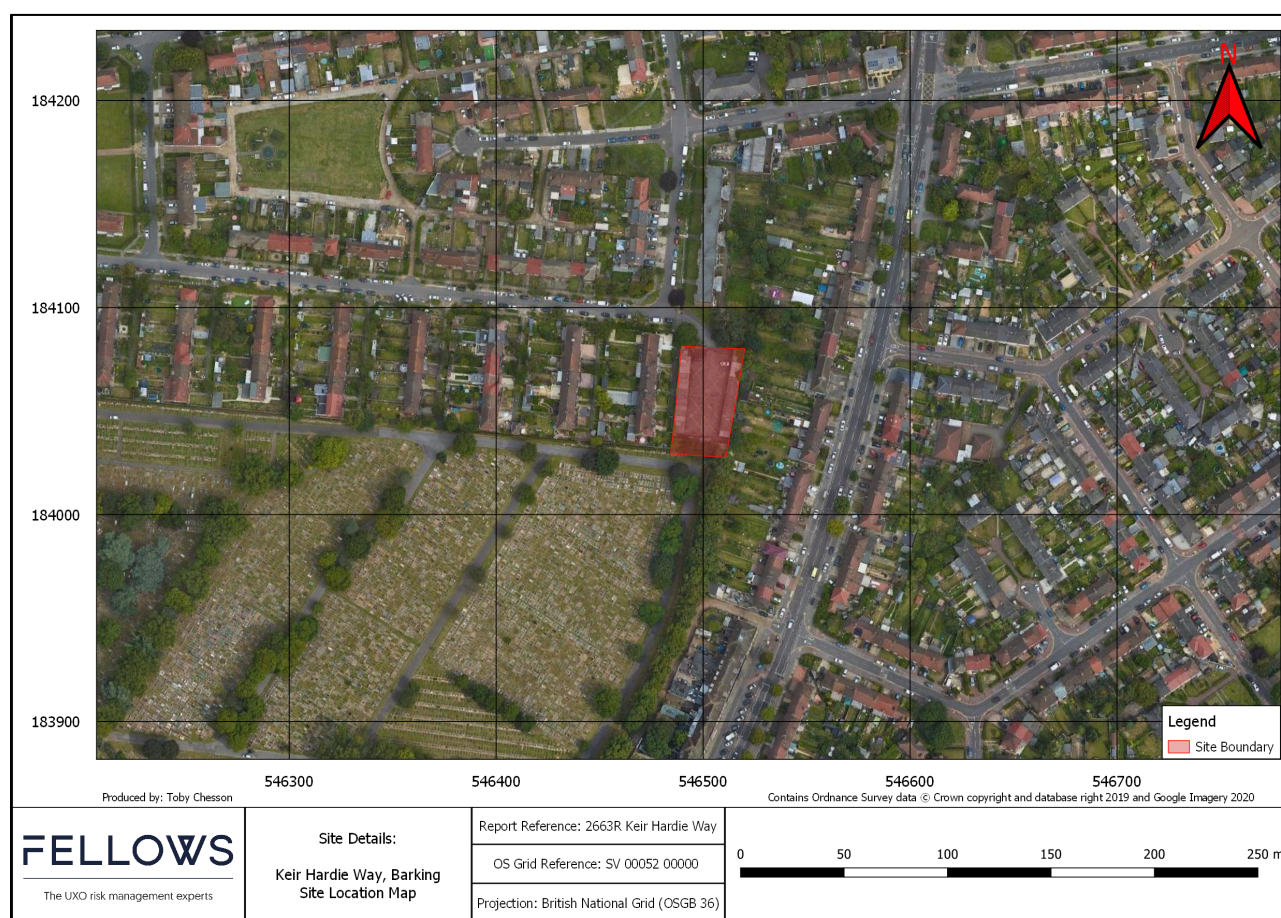 N
184200
184100
184000
183900
Legend
Site Boundary
546300 546400 546500 546600 546700
Produced by: Toby Chesson
Contains Ordnance Survey data © Crown copyright and database right 2019 and Google Imagery 2020
FELLOWS
The UXO risk management experts
Site Details:
Keir Hardie Way, Barking
Site Location Map
Report Reference: 2663R Keir Hardie Way
OS Grid Reference: SV 00052 00000
Projection: British National Grid (OSGB 36)
0 50 100 150 200 250 m